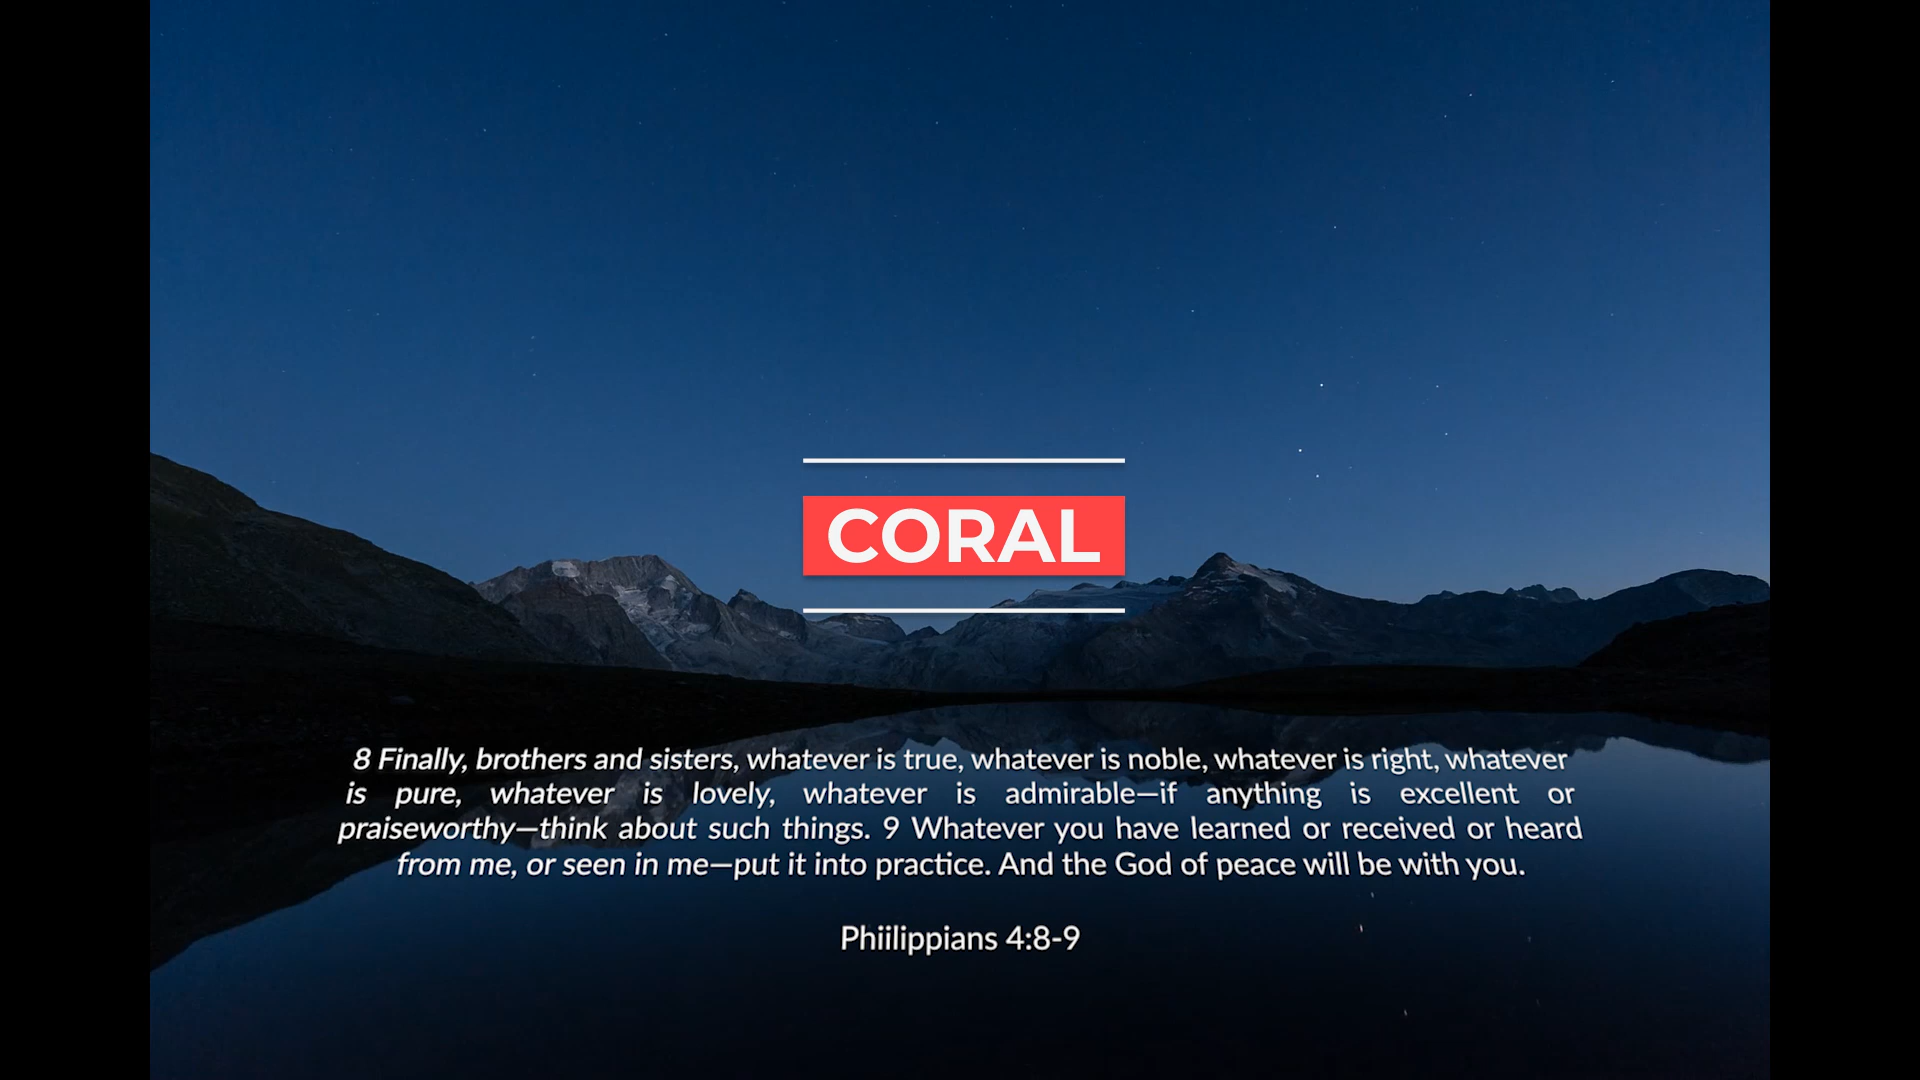 CORAL
8 Finally, brothers and sisters, whatever is true, whatever is noble, whatever is right, whatever
is pure, whatever is lovely, whatever is admirable—if anything is excellent or
praiseworthy—think about such things. 9 Whatever you have learned or received or heard
from me, or seen in me—put it into practice. And the God of peace will be with you.
Phiilippians 4:8-9